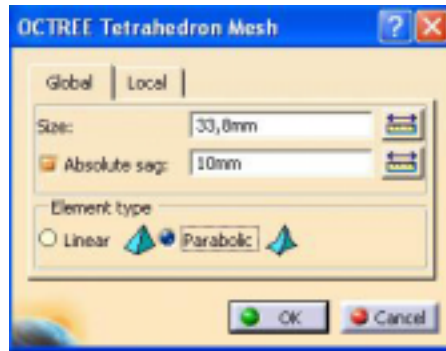 OCTREE Tetrahedron Mesh ?
Global Local
Size: 33,8mm
Absolute sag: 10mm
Element type
Linear Parabolic
OK Cancel